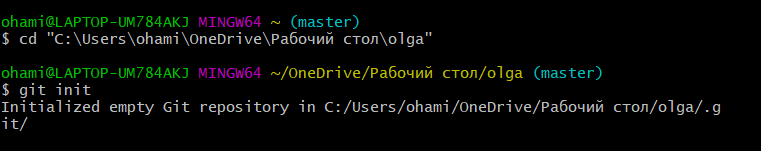 ohami@LAPTOP-UM784AKJ MINGW64 ~ (master)
$ cd "C:\Users\ohami\OneDrive\Рабочий стол\olga"
ohami@LAPTOP-UM784AKJ MINGW64 ~/OneDrive/Рабочий стол/olga (master)
$ git init
Initialized empty Git repository in C:/Users/ohami/OneDrive/Рабочий стол/olga/.g
it/